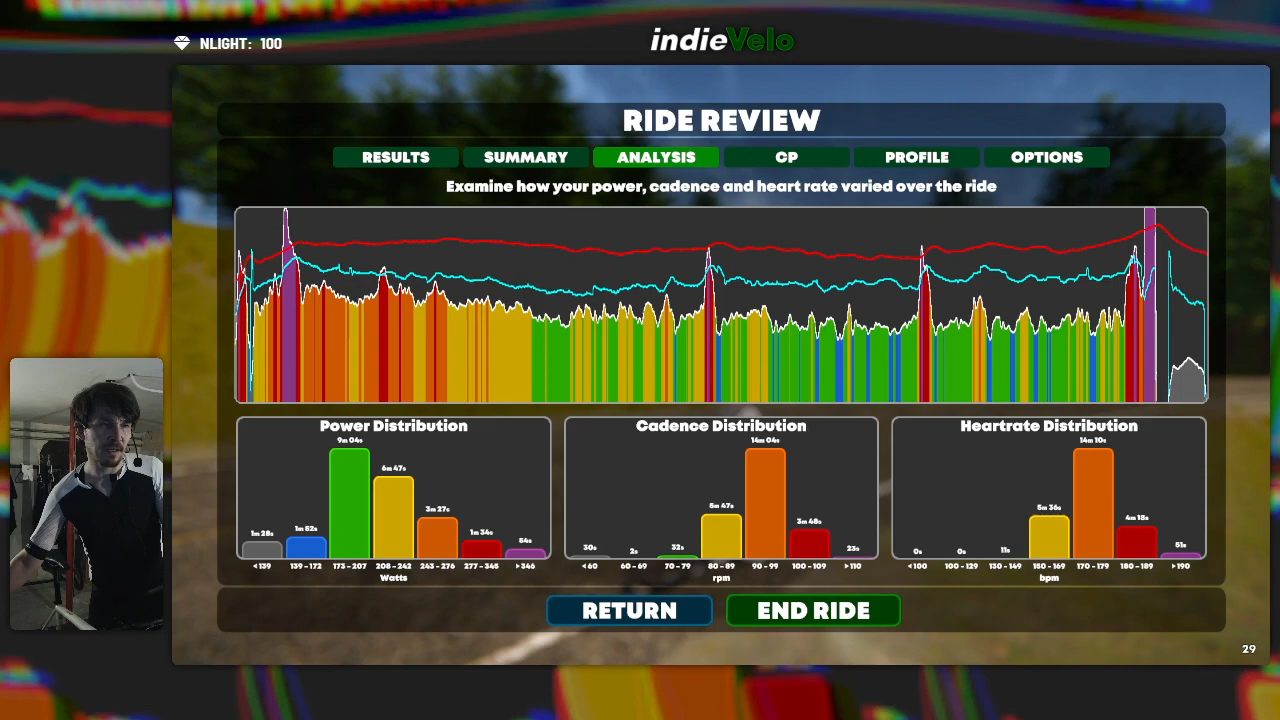 NLIGHT: 100
indieVelo
RIDE REVIEW
RESULTS SUMMARY ANALYSIS CP PROFILE OPTIONS
Examine how your power, cadence and heart rate varied over the ride
Power Distribution
9m 04s
6m 47s
3m 27s
1m 28s 1m 52s 1m 34s 54s
<139 139 - 172 173 - 207 208 - 242 243 - 276 277 - 345 >346
Watts
Cadence Distribution
14m 04s
5m 47s
3m 48s
30s 2s 32s 23s
<60 60 - 69 70 - 79 80 - 89 90 - 99 100 - 109 >110
rpm
Heartrate Distribution
14m 10s
5m 36s
4m 18s
0s 0s 11s 51s
<100 100 - 129 130 - 149 150 - 169 170 - 179 180 - 189 >190
bpm
RETURN END RIDE
29